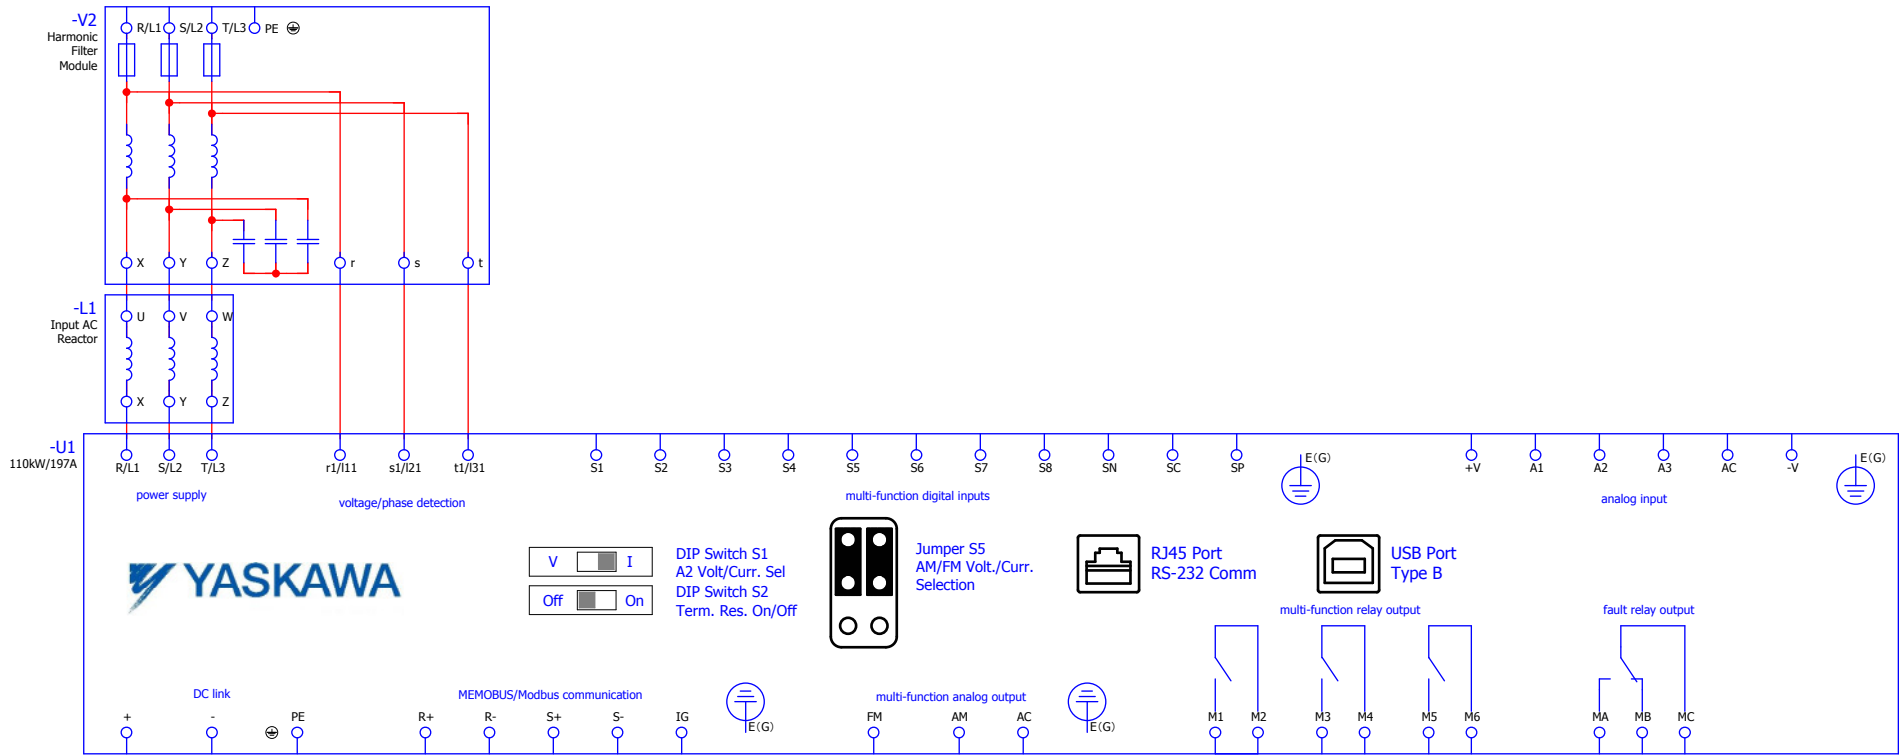 -V2
Harmonic
Filter
Module
R/L1 S/L2 T/L3 PE
X Y Z r s t
-L1
Input AC
Reactor
U V W
X Y Z
-U1
110kW/197A
R/L1 S/L2 T/L3 r1/l11 s1/l21 t1/l31 S1 S2 S3 S4 S5 S6 S7 S8 SN SC SP E(G) +V A1 A2 A3 AC -V E(G)
power supply voltage/phase detection multi-function digital inputs analog input
YASKAWA
V I
DIP Switch S1
A2 Volt/Curr. Sel
Off On
DIP Switch S2
Term. Res. On/Off
Jumper S5
AM/FM Volt./Curr.
Selection
RJ45 Port
RS-232 Comm
USB Port
Type B
multi-function relay output fault relay output
DC link MEMOBUS/Modbus communication multi-function analog output
+ - PE R+ R- S+ S- IG E(G) FM AM AC E(G) M1 M2 M3 M4 M5 M6 MA MB MC